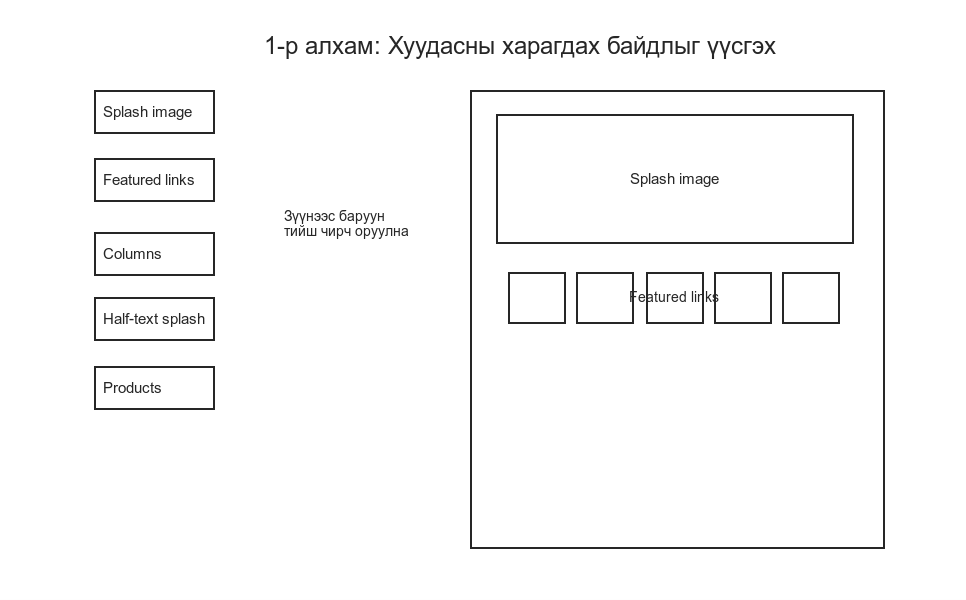 1-р алхам: Хуудасны харагдах байдлыг үүсгэх
Splash image
Featured links
Columns
Half-text splash
Products
Зүүнээс баруун
тийш чирч оруулна
Splash image
Featured links